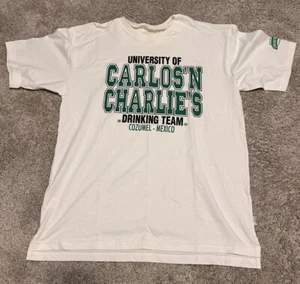 UNIVERSITY OF
CARLOS'N
CHARLIE'S
DRINKING TEAM
COZUMEL - MEXICO